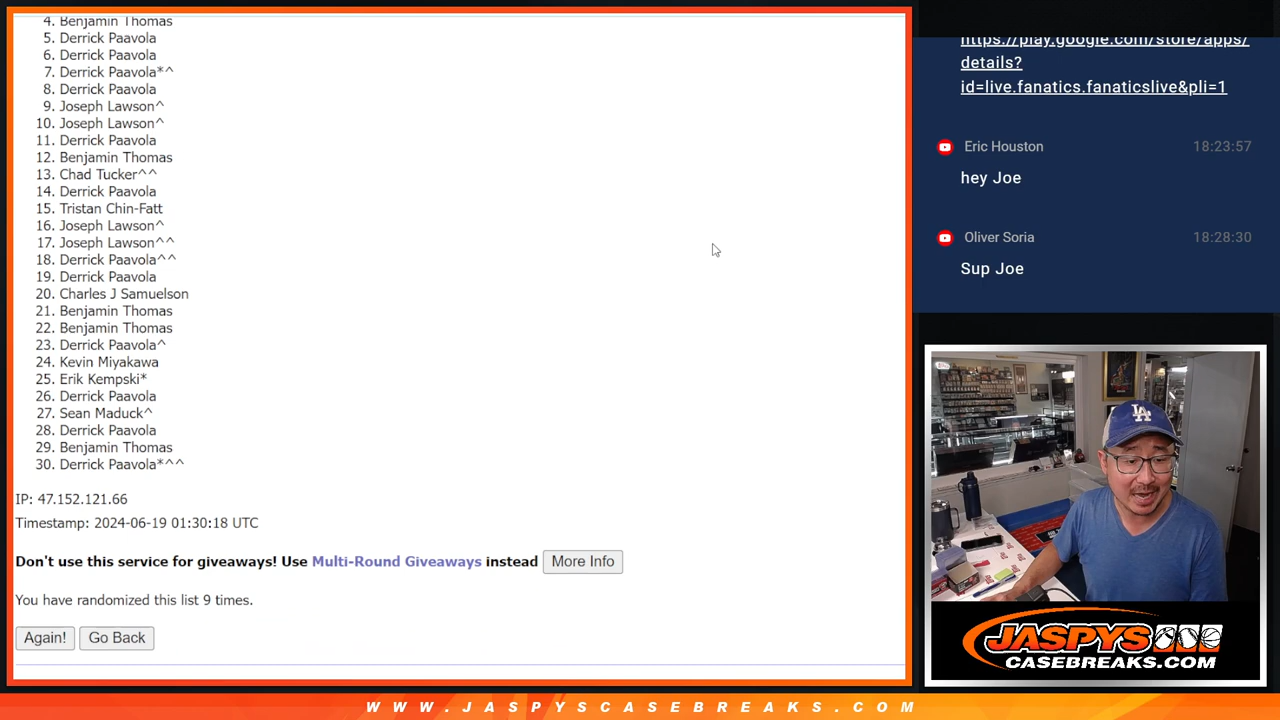 4. Benjamin Thomas
5. Derrick Paavola
6. Derrick Paavola
7. Derrick Paavola*^
8. Derrick Paavola
9. Joseph Lawson^
10. Joseph Lawson^
11. Derrick Paavola
12. Benjamin Thomas
13. Chad Tucker^^
14. Derrick Paavola
15. Tristan Chin-Fatt
16. Joseph Lawson^
17. Joseph Lawson^^
18. Derrick Paavola^^
19. Derrick Paavola
20. Charles J Samuelson
21. Benjamin Thomas
22. Benjamin Thomas
23. Derrick Paavola^
24. Kevin Miyakawa
25. Erik Kempski*
26. Derrick Paavola
27. Sean Maduck^
28. Derrick Paavola
29. Benjamin Thomas
30. Derrick Paavola*^^
IP: 47.152.121.66
Timestamp: 2024-06-19 01:30:18 UTC
Don't use this service for giveaways! Use Multi-Round Giveaways instead More Info
You have randomized this list 9 times.
Again! Go Back
https://play.google.com/store/apps/
details?
id=live.fanatics.fanaticslive&pli=1
Eric Houston 18:23:57
hey Joe
Oliver Soria 18:28:30
Sup Joe
LA
JASPYS
CASEBREAKS.COM
WWW.JASPYSCASEBREAKS.COM